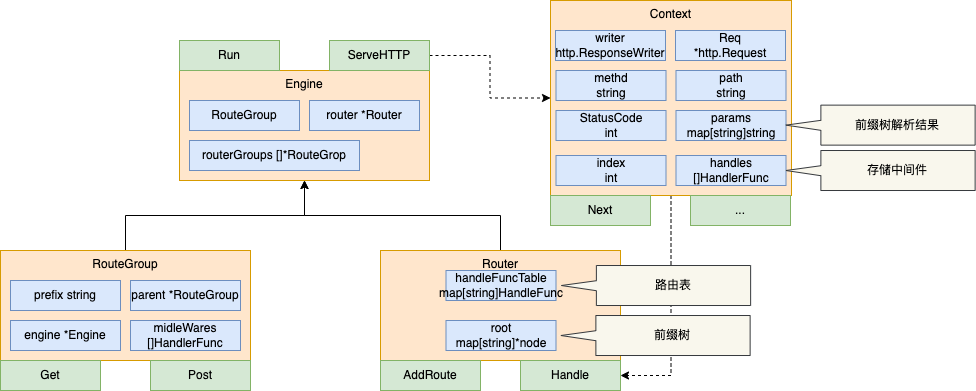 Context
writer
http.ResponseWriter
Req
*http.Request
methd
string
path
string
StatusCode
int
params
map[string]string
前缀树解析结果
index
int
handles
[]HandlerFunc
存储中间件
Next
...
Run
ServeHTTP
Engine
RouteGroup
router *Router
routerGroups []*RouteGrop
RouteGroup
prefix string
parent *RouteGroup
engine *Engine
midleWares
[]HandlerFunc
Get
Post
Router
handleFuncTable
map[string]HandleFunc
路由表
root
map[string]*node
前缀树
AddRoute
Handle